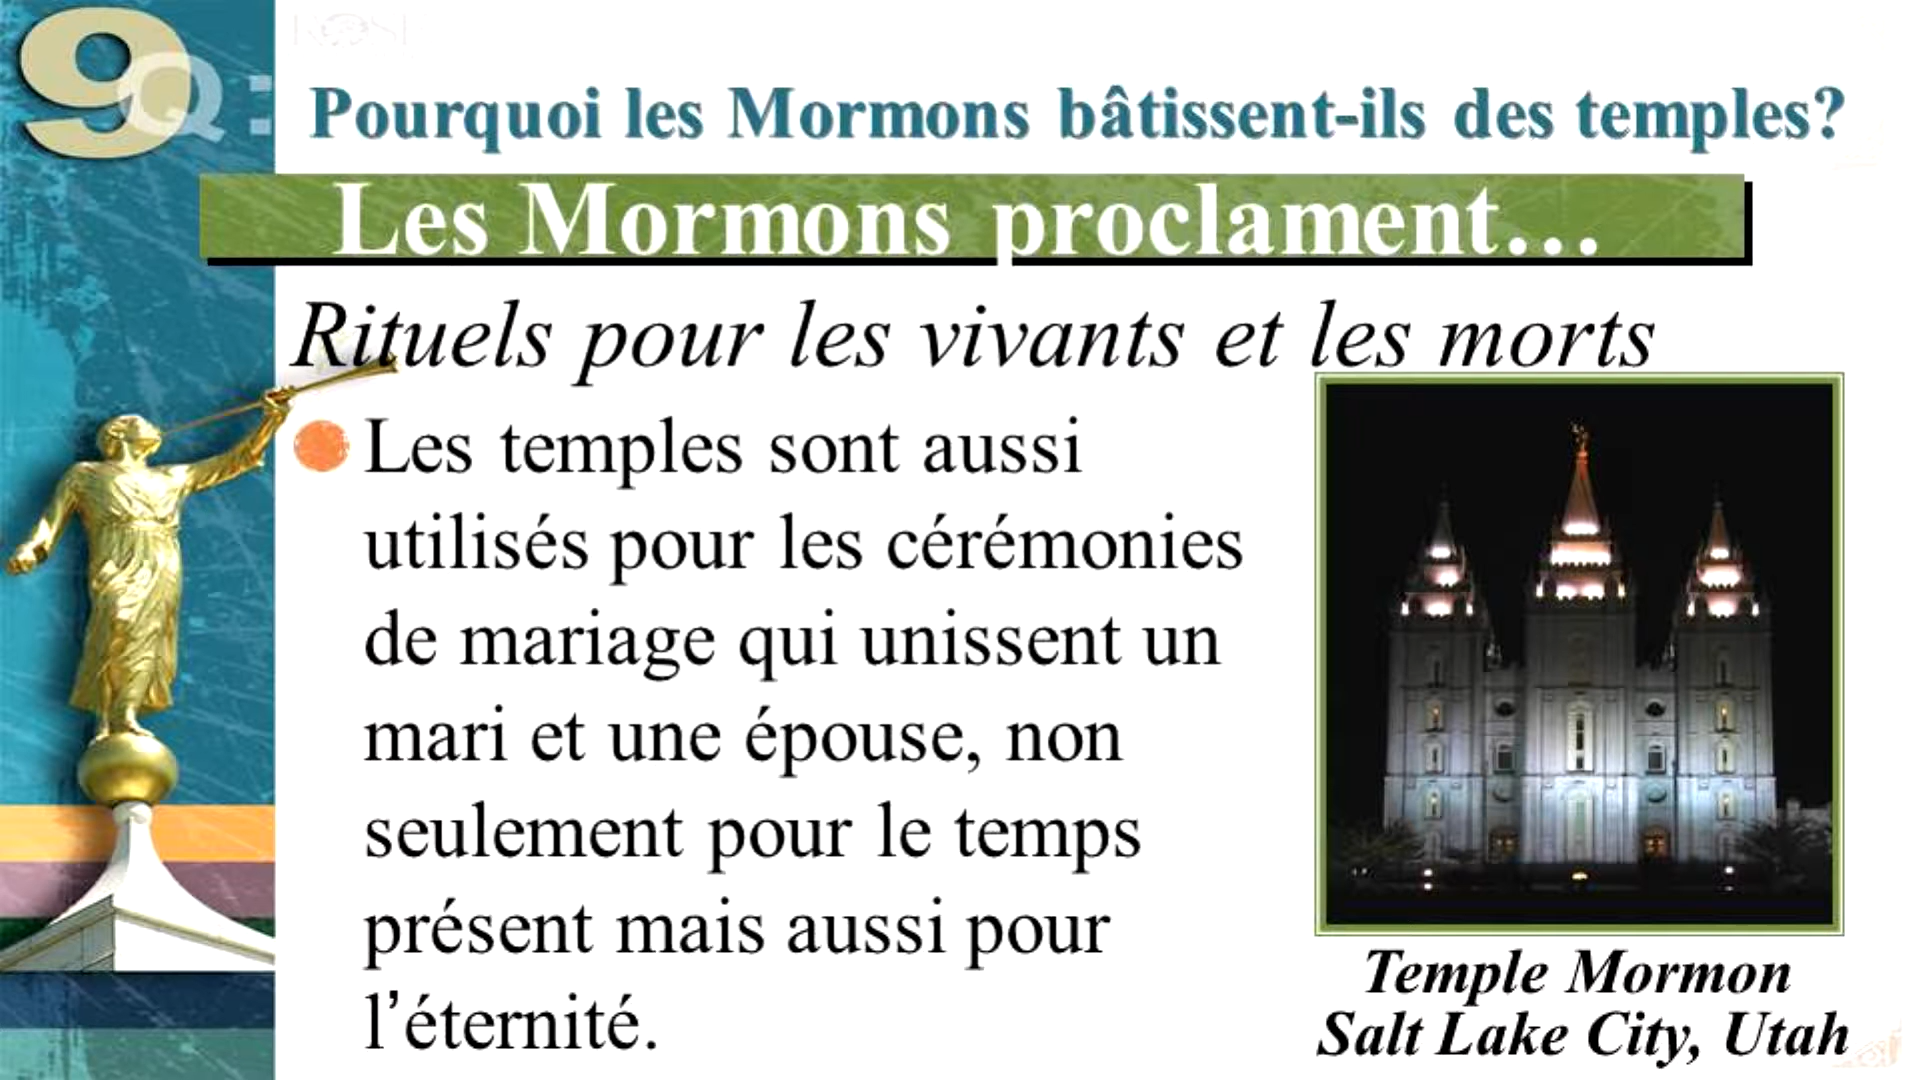 9
Q:
Pourquoi les Mormons bâtissent-ils des temples?
Les Mormons proclament…
Rituels pour les vivants et les morts
Les temples sont aussi
utilisés pour les cérémonies
de mariage qui unissent un
mari et une épouse, non
seulement pour le temps
présent mais aussi pour
l’éternité.
Temple Mormon
Salt Lake City, Utah